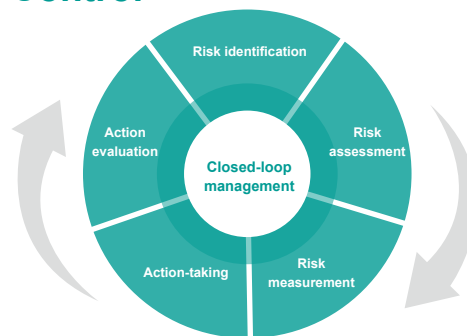 Risk identification
Risk
assessment
Risk
measurement
Action-taking
Action
evaluation
Closed-loop
management